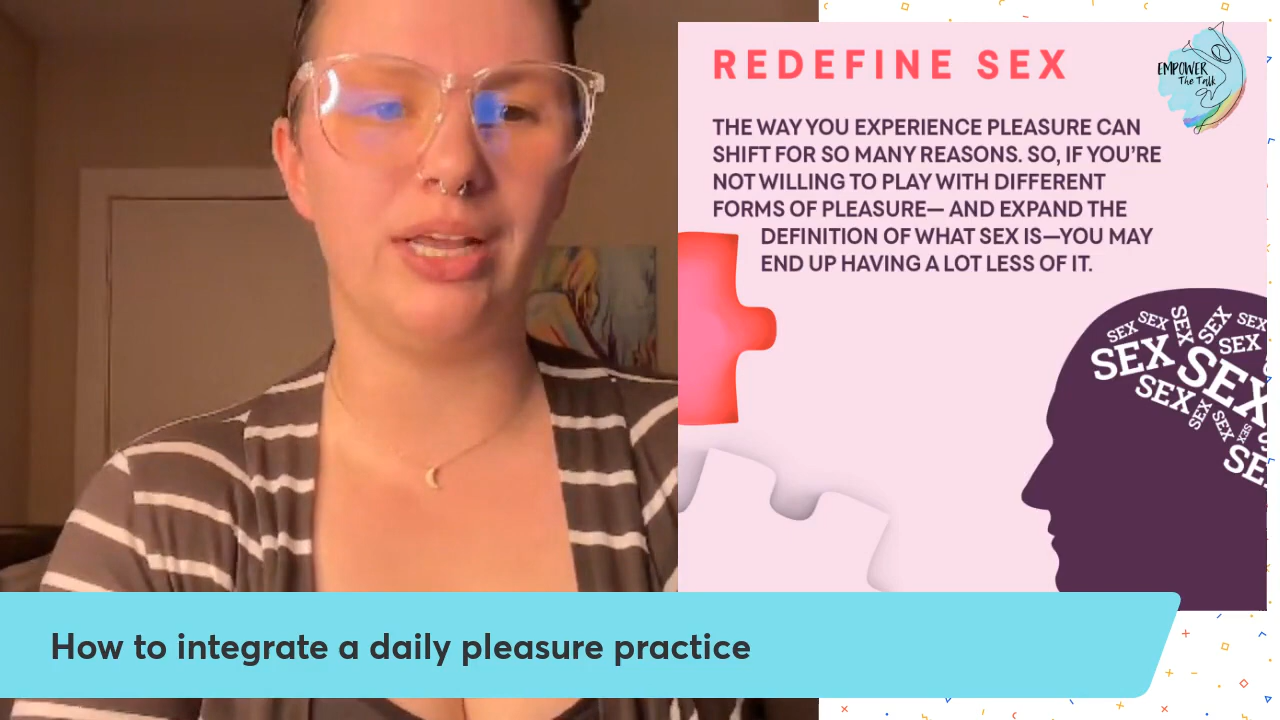 REDEFINE SEX
EMPOWER
The Talk
THE WAY YOU EXPERIENCE PLEASURE CAN
SHIFT FOR SO MANY REASONS. SO, IF YOU'RE
NOT WILLING TO PLAY WITH DIFFERENT
FORMS OF PLEASURE— AND EXPAND THE
DEFINITION OF WHAT SEX IS—YOU MAY
END UP HAVING A LOT LESS OF IT.
SEX
SEX
SEX
SEX
SEX
SEX
SEX
SEX
SEX
SEX
SEX
SEX
How to integrate a daily pleasure practice